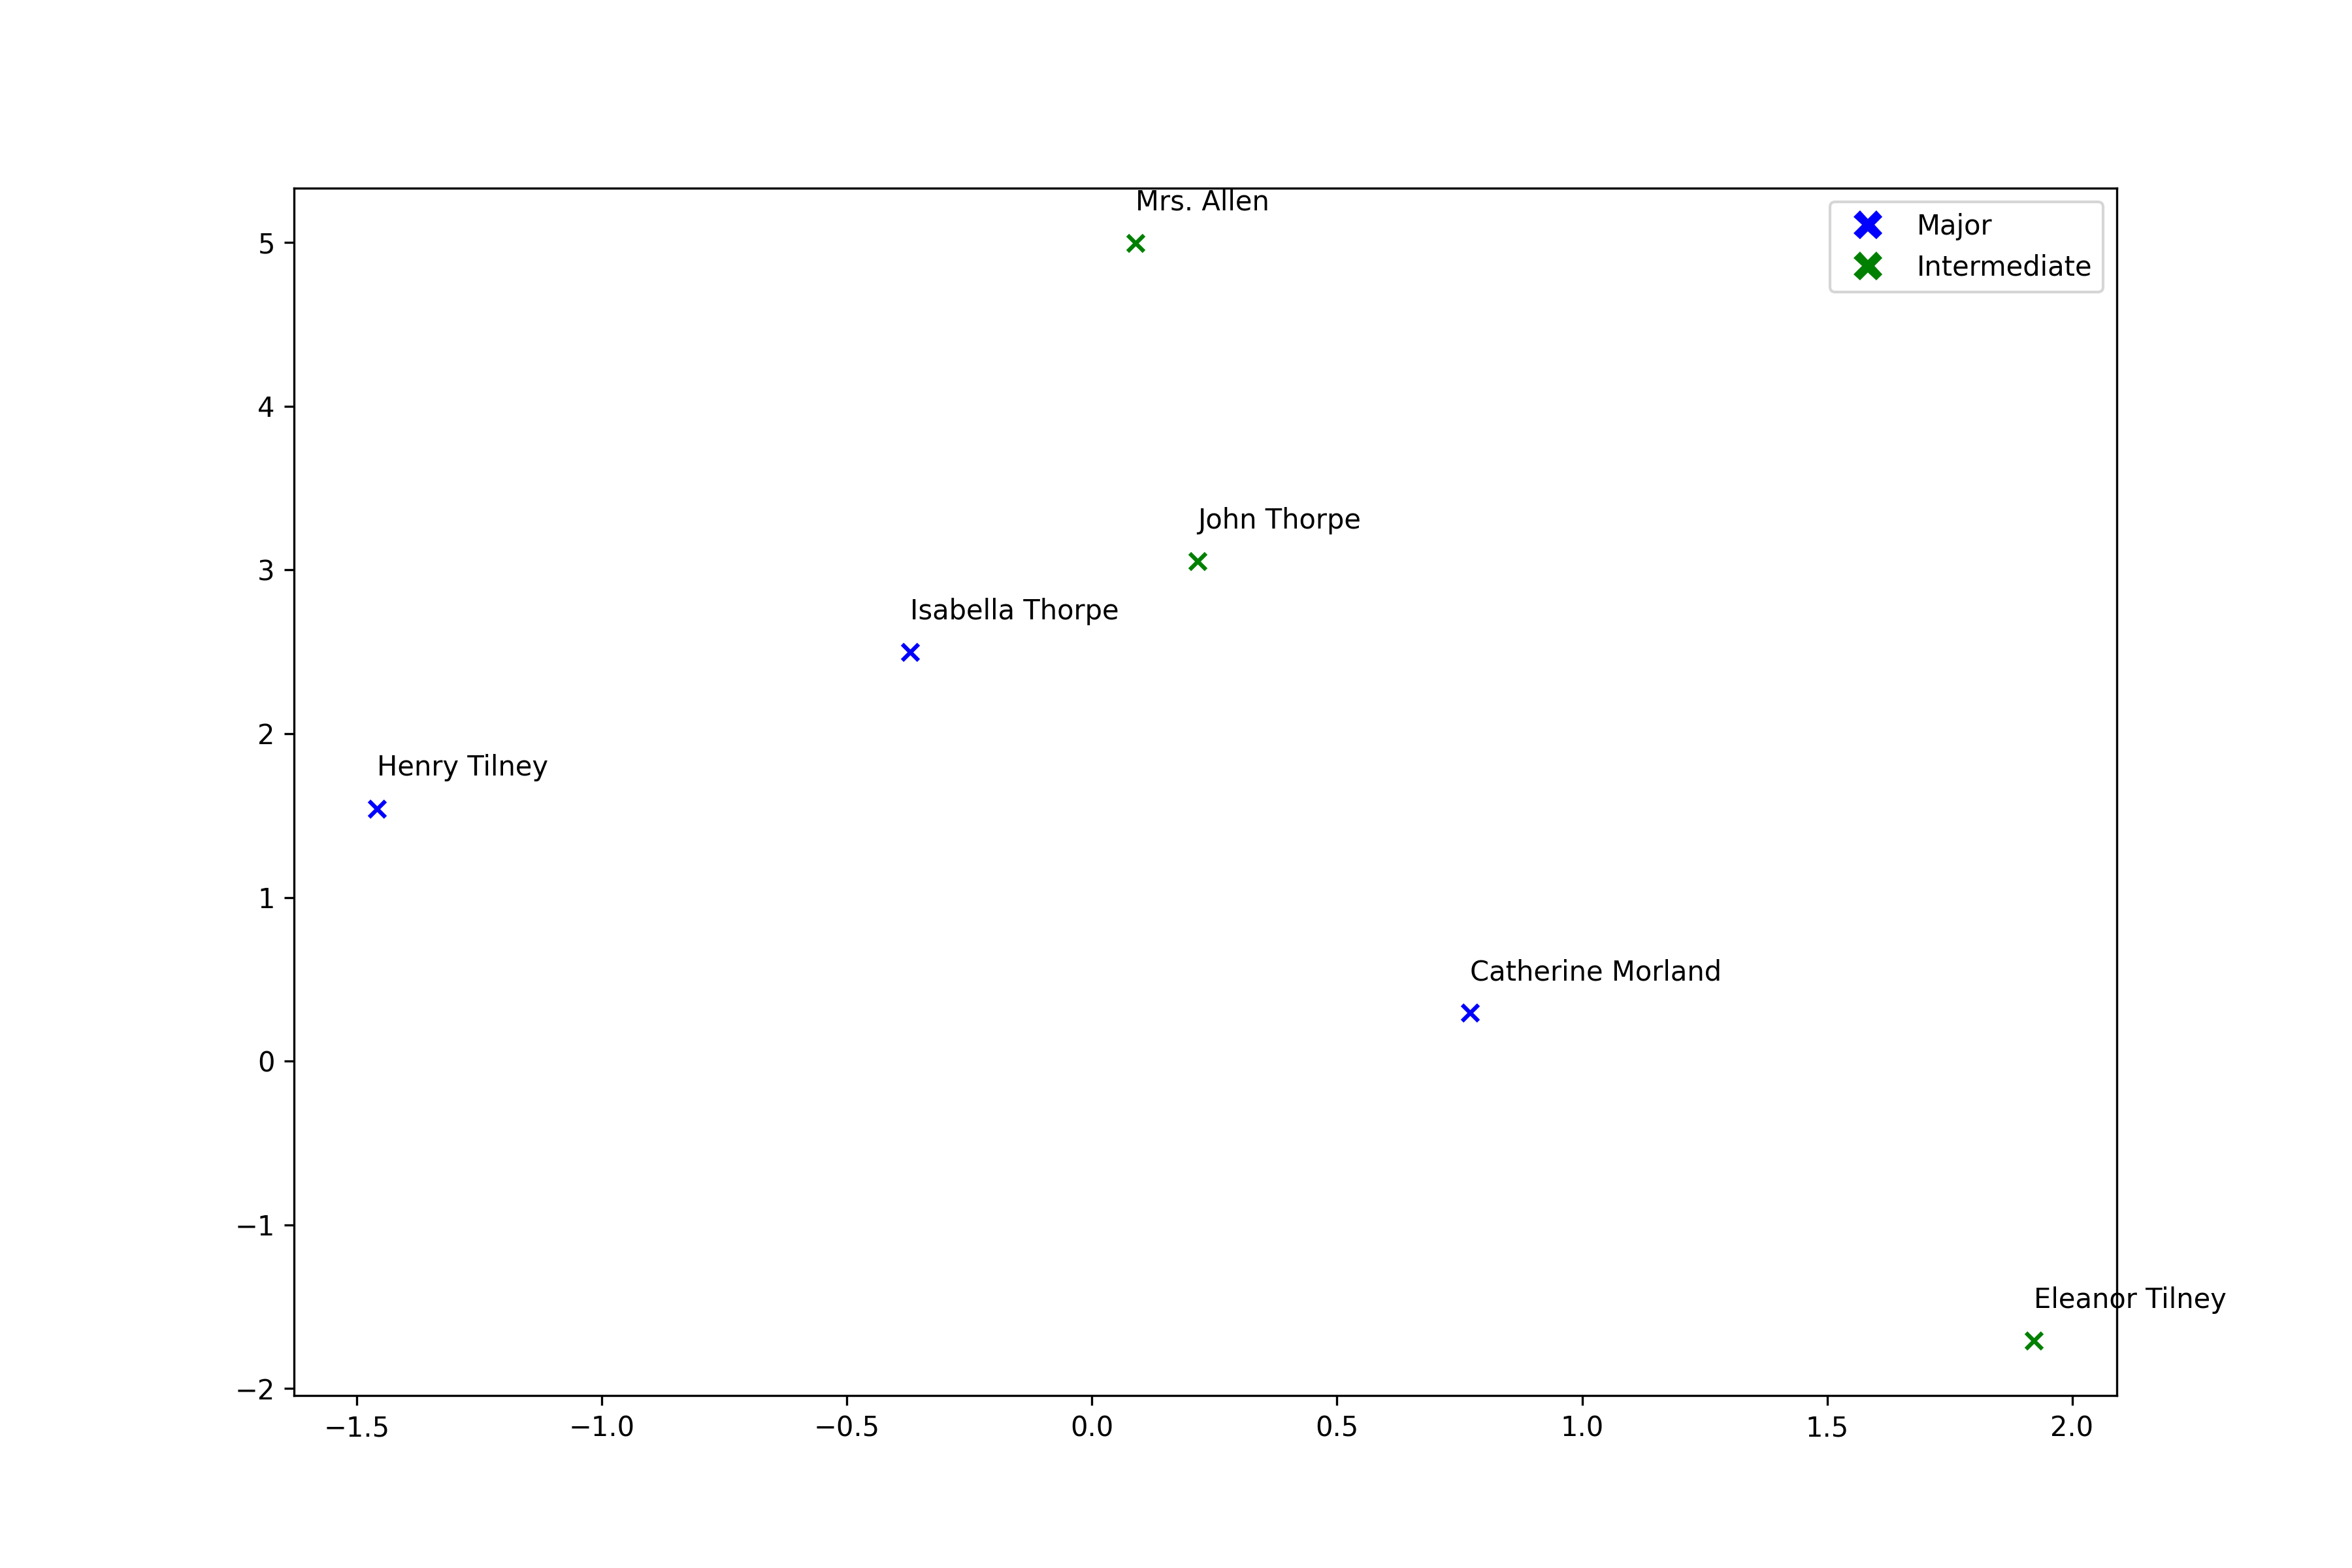 Mrs. Allen
Major
Intermediate
John Thorpe
Isabella Thorpe
Henry Tilney
Catherine Morland
Eleanor Tilney
5
4
3
2
1
0
−1
−2
−1.5
−1.0
−0.5
0.0
0.5
1.0
1.5
2.0